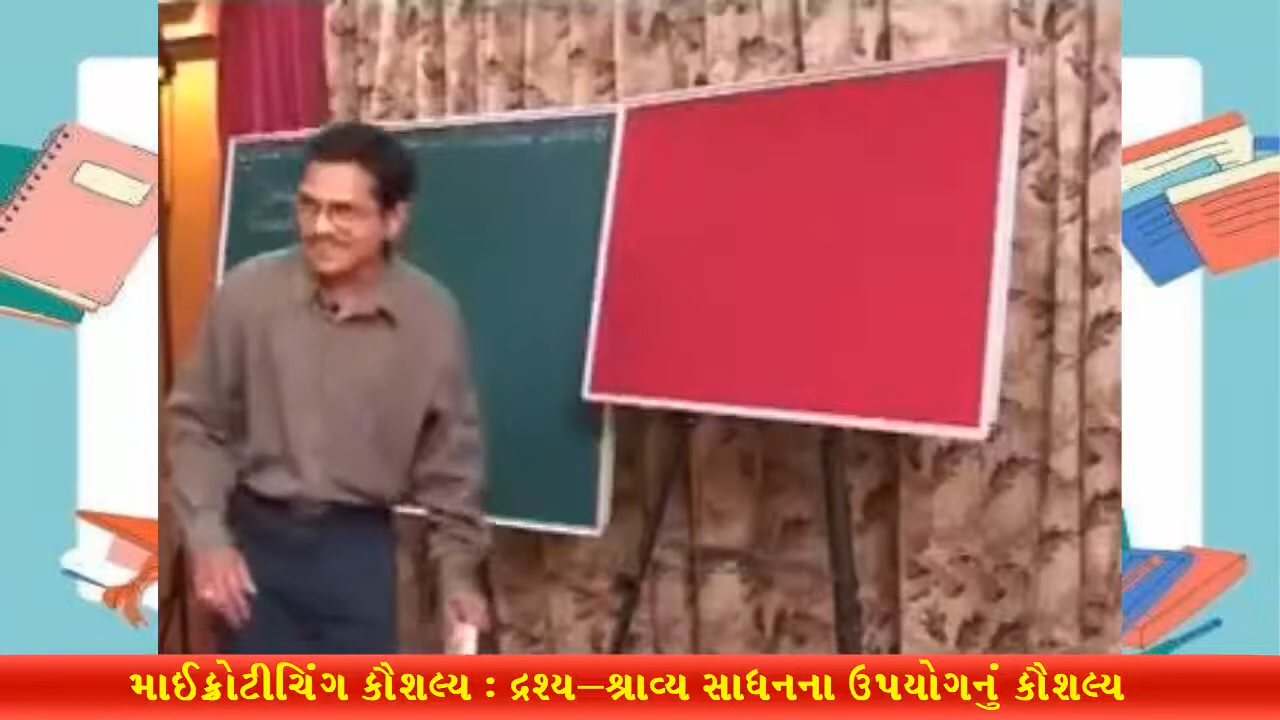 માઈક્રોટીચિંગ કૌશલ્ય : દ્રશ્ય–શ્રાવ્ય સાધનના ઉપયોગનું કૌશલ્ય